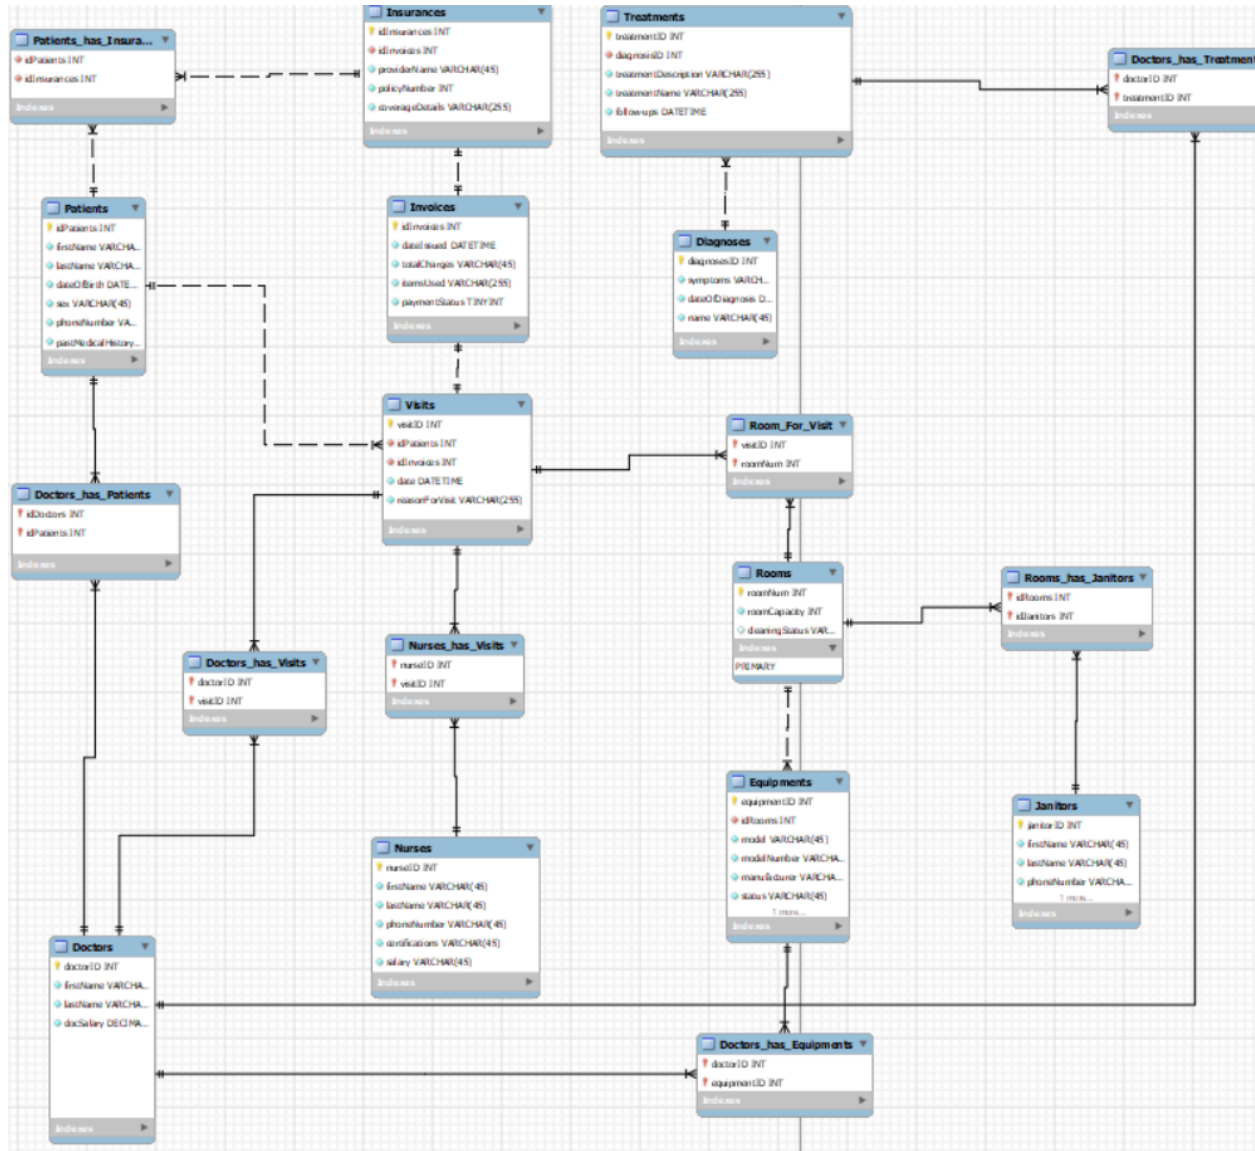 Patients_has_Insura...
idPatients INT
idInsurances INT
Indexes
Insurances
idInsurances INT
idInvoices INT
providerName VARCHAR(45)
policyNumber INT
coverageDetails VARCHAR(255)
Indexes
Treatments
treatmentID INT
diagnosisID INT
treatmentDescription VARCHAR(255)
treatmentName VARCHAR(255)
follow-ups DATETIME
Indexes
Doctors_has_Treatment
doctorID INT
treatmentID INT
Indexes
Patients
idPatients INT
firstName VARCHA...
lastName VARCHA...
dateOfBirth DATE...
sex VARCHAR(45)
phoneNumber VA...
pastMedicalHistory...
Indexes
Invoices
idInvoices INT
dateIssued DATETIME
totalCharges VARCHAR(45)
itemsUsed VARCHAR(255)
paymentStatus TINYINT
Indexes
Diagnoses
diagnosesID INT
symptoms VARCH...
dateOfDiagnosis D...
name VARCHAR(45)
Indexes
Visits
visitID INT
idPatients INT
idInvoices INT
date DATETIME
reasonForVisit VARCHAR(255)
Indexes
Room_For_Visit
visitID INT
roomNum INT
Indexes
Doctors_has_Patients
idDoctors INT
idPatients INT
Indexes
Rooms
roomNum INT
roomCapacity INT
cleaningStatus VAR...
Indexes
PRIMARY
Rooms_has_Janitors
idRooms INT
idJanitors INT
Indexes
Doctors_has_Visits
doctorID INT
visitID INT
Indexes
Nurses_has_Visits
nurseID INT
visitID INT
Indexes
Equipments
equipmentID INT
idRooms INT
model VARCHAR(45)
modelNumber VARCHA...
manufacturer VARCHA...
status VARCHAR(45)
1 more...
Indexes
Janitors
janitorID INT
firstName VARCHAR(45)
lastName VARCHAR(45)
phoneNumber VARCHA...
1 more...
Indexes
Nurses
nurseID INT
firstName VARCHAR(45)
lastName VARCHAR(45)
phoneNumber VARCHAR(45)
certifications VARCHAR(45)
salary VARCHAR(45)
Indexes
Doctors
doctorID INT
firstName VARCHA...
lastName VARCHA...
docSalary DECIMA...
Indexes
Doctors_has_Equipments
doctorID INT
equipmentID INT
Indexes